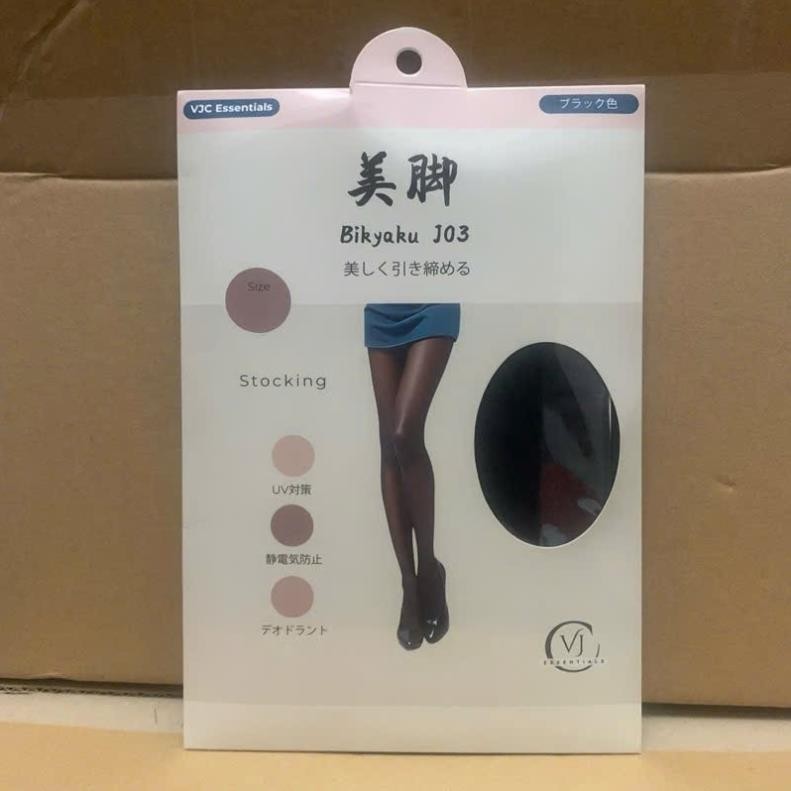 VJC Essentials
ブラック色
美脚
Bikyaku J03
美しく引き締める
Size
Stocking
UV対策
静電気防止
デオドラント
VJ
ESSENTIALS